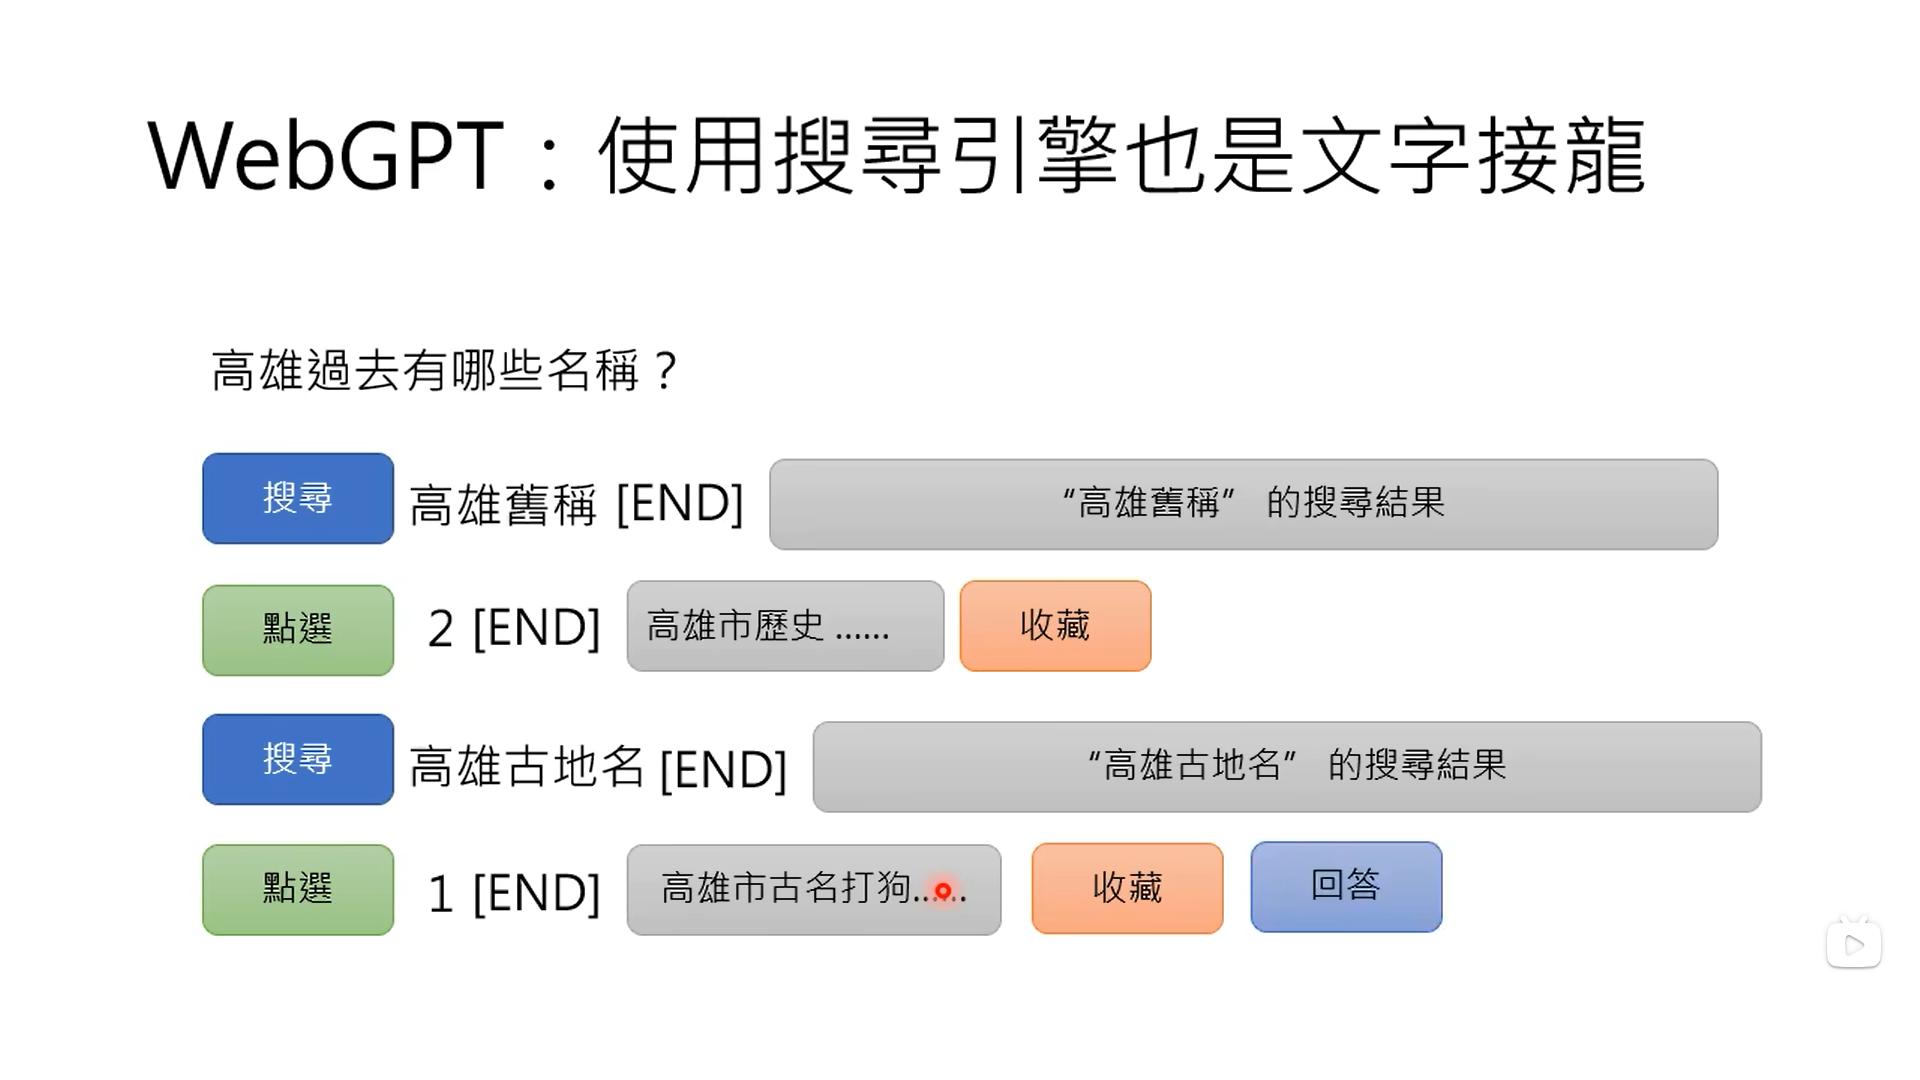 WebGPT：使用搜尋引擎也是文字接龍
高雄過去有哪些名稱？
搜尋 高雄舊稱 [END] “高雄舊稱” 的搜尋結果
點選 2 [END] 高雄市歷史 …… 收藏
搜尋 高雄古地名 [END] “高雄古地名” 的搜尋結果
點選 1 [END] 高雄市古名打狗…… 收藏 回答